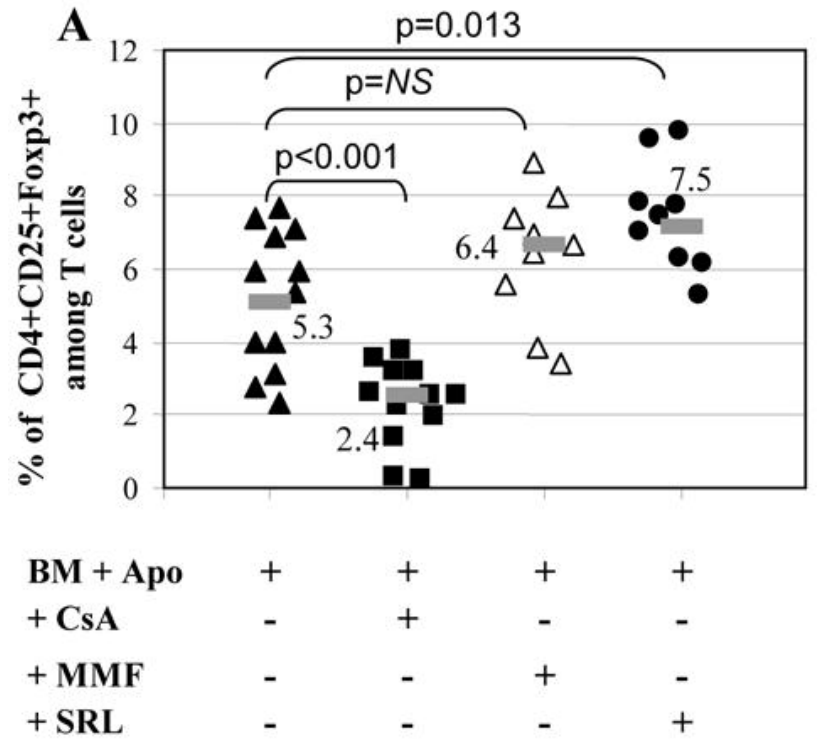 A
p=0.013
12
p=NS
10
p<0.001
8
7.5
6.4
6
5.3
4
2
2.4
0
% of CD4+CD25+Foxp3+
among T cells
BM + Apo + + + +
+ CsA - + - -
+ MMF - - + -
+ SRL - - - +